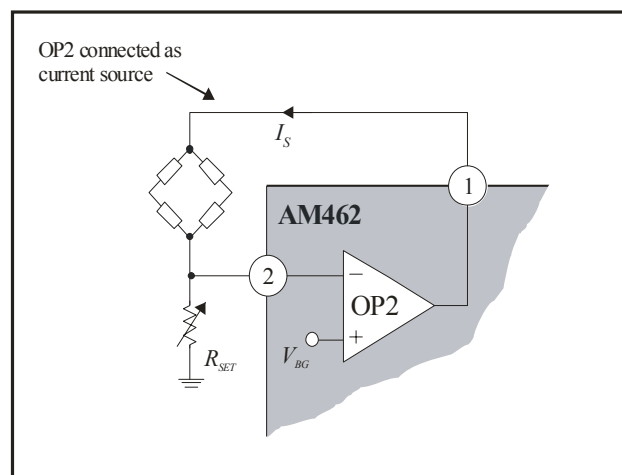 OP2 connected as
current source
I_S
1
AM462
2
−
OP2
V_BG
+
R_SET